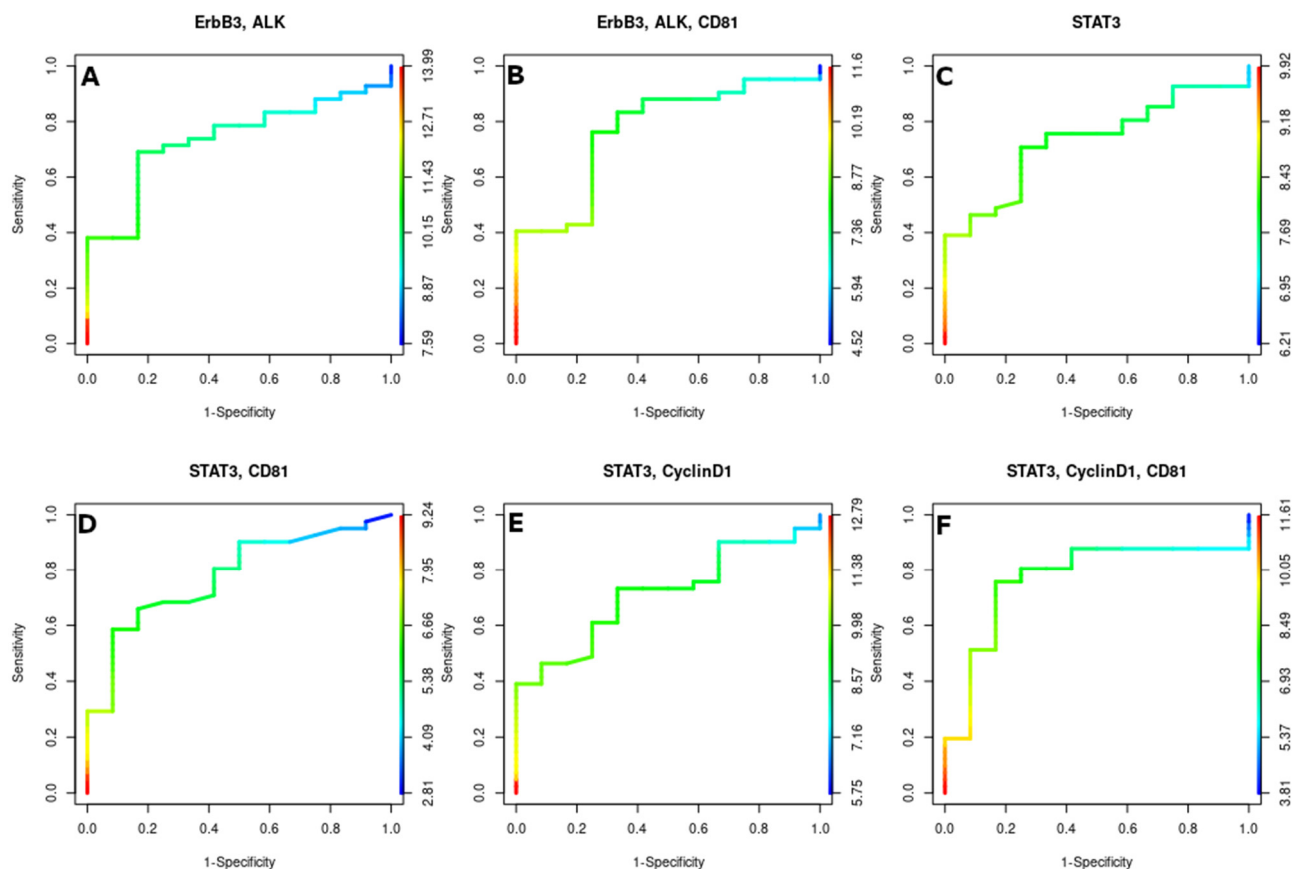 ErbB3, ALK
A
Sensitivity
0.0 0.2 0.4 0.6 0.8 1.0
7.59 8.87 10.15 11.43 12.71 13.99
0.0 0.2 0.4 0.6 0.8 1.0
1-Specificity
ErbB3, ALK, CD81
B
Sensitivity
0.0 0.2 0.4 0.6 0.8 1.0
4.52 5.94 7.36 8.77 10.19 11.6
0.0 0.2 0.4 0.6 0.8 1.0
1-Specificity
STAT3
C
Sensitivity
0.0 0.2 0.4 0.6 0.8 1.0
6.21 6.95 7.69 8.43 9.18 9.92
0.0 0.2 0.4 0.6 0.8 1.0
1-Specificity
STAT3, CD81
D
Sensitivity
0.0 0.2 0.4 0.6 0.8 1.0
2.81 4.09 5.38 6.66 7.95 9.24
0.0 0.2 0.4 0.6 0.8 1.0
1-Specificity
STAT3, CyclinD1
E
Sensitivity
0.0 0.2 0.4 0.6 0.8 1.0
5.75 7.16 8.57 9.98 11.38 12.79
0.0 0.2 0.4 0.6 0.8 1.0
1-Specificity
STAT3, CyclinD1, CD81
F
Sensitivity
0.0 0.2 0.4 0.6 0.8 1.0
3.81 5.37 6.93 8.49 10.05 11.61
0.0 0.2 0.4 0.6 0.8 1.0
1-Specificity